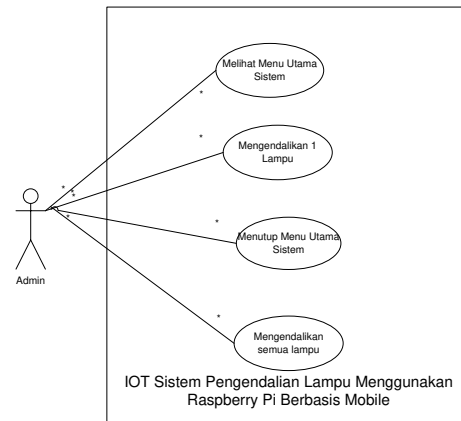 Melihat Menu Utama
Sistem
*
*
Mengendalikan 1
Lampu
*
*
*
*
*
Menutup Menu Utama
Sistem
Admin
*
Mengendalikan
semua lampu
IOT Sistem Pengendalian Lampu Menggunakan
Raspberry Pi Berbasis Mobile